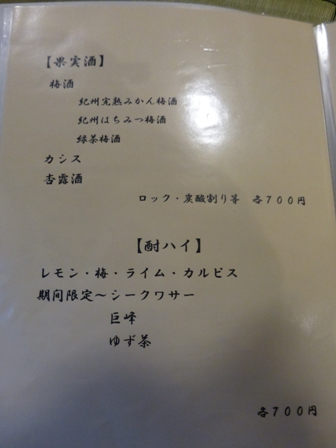 【果実酒】
梅酒
紀州完熟みかん梅酒
紀州はちみつ梅酒
緑茶梅酒
カシス
杏露酒
ロック・炭酸割り等 各700円
【酎ハイ】
レモン・梅・ライム・カルピス
期間限定~シークワサー
巨峰
ゆず茶
各700円